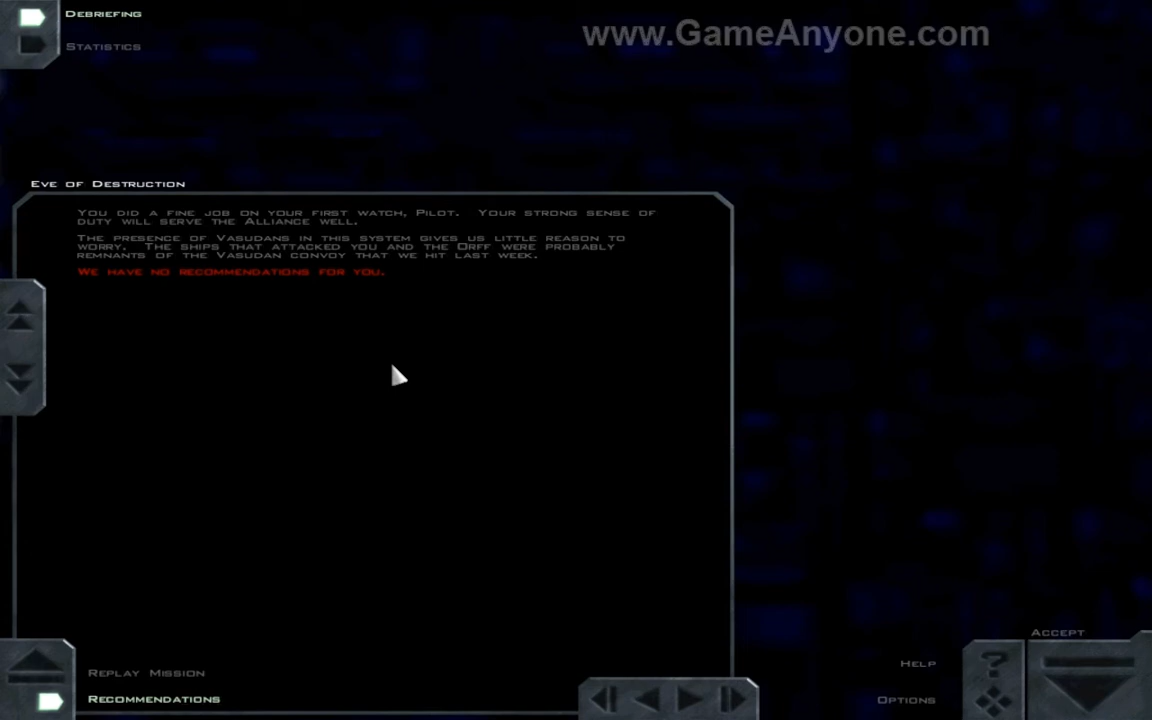 Debriefing
Statistics
www.GameAnyone.com
Eve of Destruction
You did a fine job on your first watch, Pilot. Your strong sense of
duty will serve the Alliance well.
The presence of Vasudans in this system gives us little reason to
worry. The ships that attacked you and the Orff were probably
remnants of the Vasudan convoy that we hit last week.
We have no recommendations for you.
Accept
Help
Replay Mission
Recommendations
Options
?